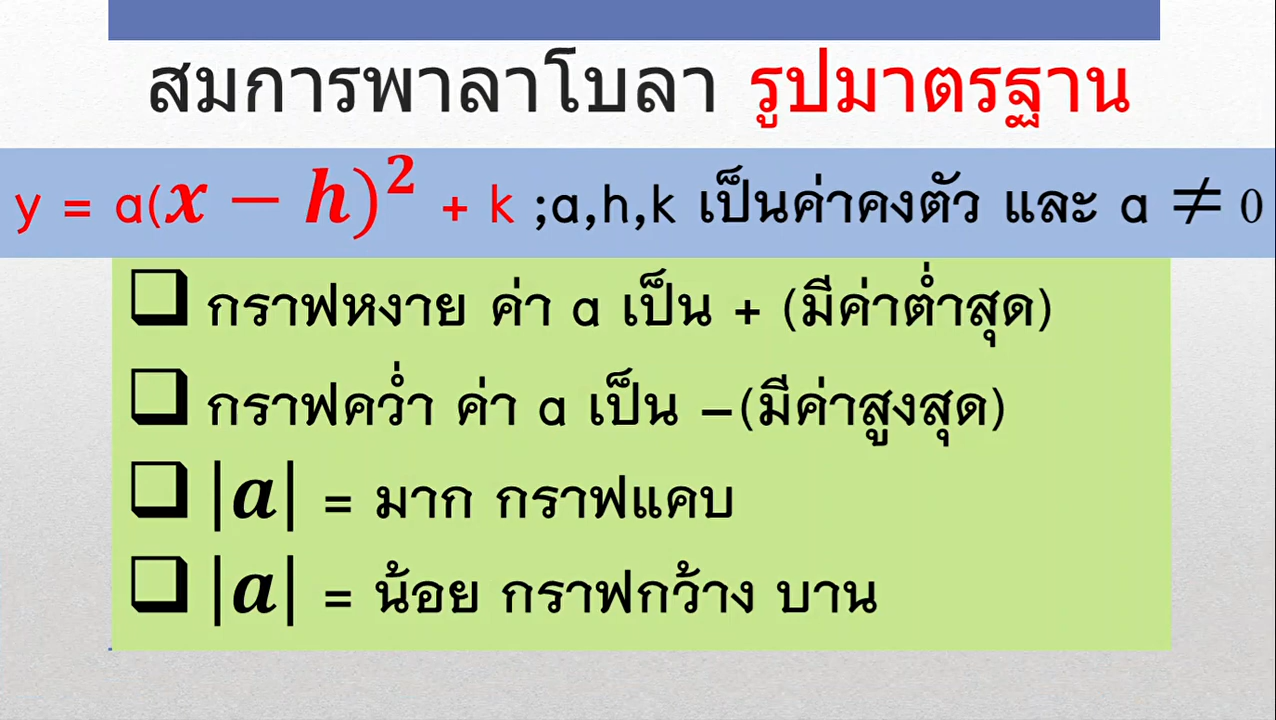 สมการพาลาโบลา รูปมาตรฐาน
y = a(x − h)² + k ;a,h,k เป็นค่าคงตัว และ a ≠ 0
❑ กราฟหงาย ค่า a เป็น + (มีค่าต่ำสุด)
❑ กราฟคว่ำ ค่า a เป็น –(มีค่าสูงสุด)
❑ |a| = มาก กราฟแคบ
❑ |a| = น้อย กราฟกว้าง บาน